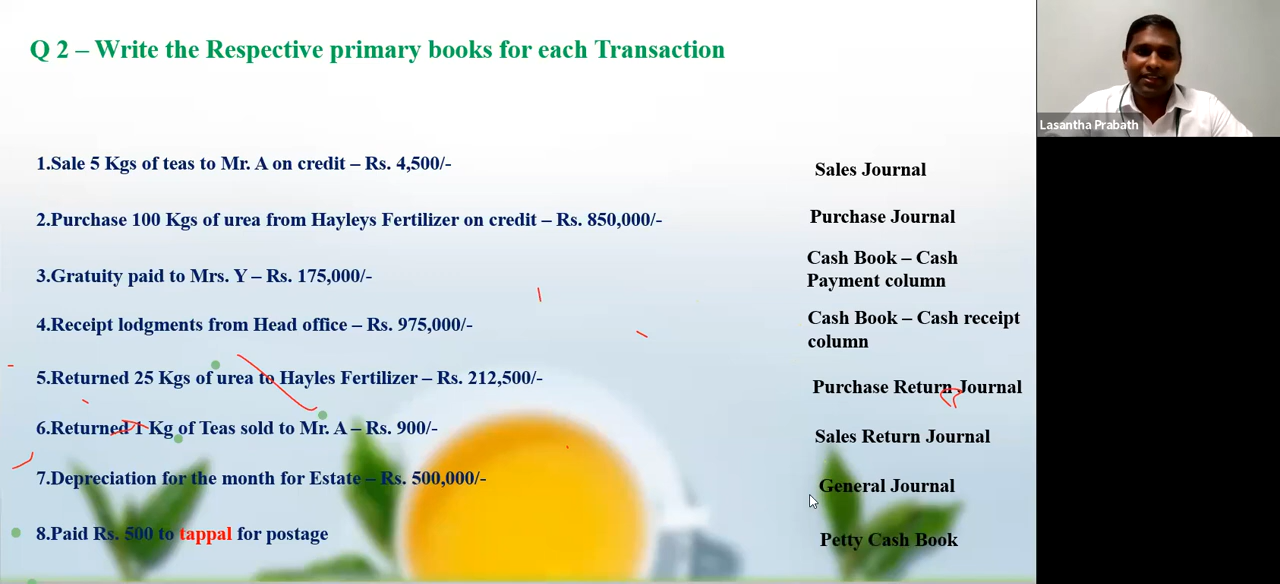 Q 2 – Write the Respective primary books for each Transaction
Lasantha Prabath
1.Sale 5 Kgs of teas to Mr. A on credit – Rs. 4,500/-
Sales Journal
2.Purchase 100 Kgs of urea from Hayleys Fertilizer on credit – Rs. 850,000/-
Purchase Journal
3.Gratuity paid to Mrs. Y – Rs. 175,000/-
Cash Book – Cash
Payment column
4.Receipt lodgments from Head office – Rs. 975,000/-
Cash Book – Cash receipt
column
5.Returned 25 Kgs of urea to Hayles Fertilizer – Rs. 212,500/-
Purchase Return Journal
6.Returned 1 Kg of Teas sold to Mr. A – Rs. 900/-
Sales Return Journal
7.Depreciation for the month for Estate – Rs. 500,000/-
General Journal
8.Paid Rs. 500 to tappal for postage
Petty Cash Book